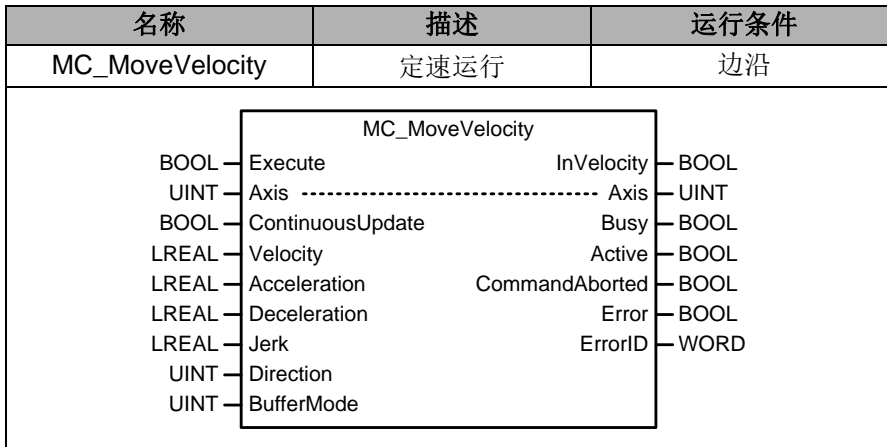 名称 描述 运行条件
MC_MoveVelocity 定速运行 边沿
MC_MoveVelocity
BOOL Execute InVelocity BOOL
UINT Axis Axis UINT
BOOL ContinuousUpdate Busy BOOL
LREAL Velocity Active BOOL
LREAL Acceleration CommandAborted BOOL
LREAL Deceleration Error BOOL
LREAL Jerk ErrorID WORD
UINT Direction
UINT BufferMode